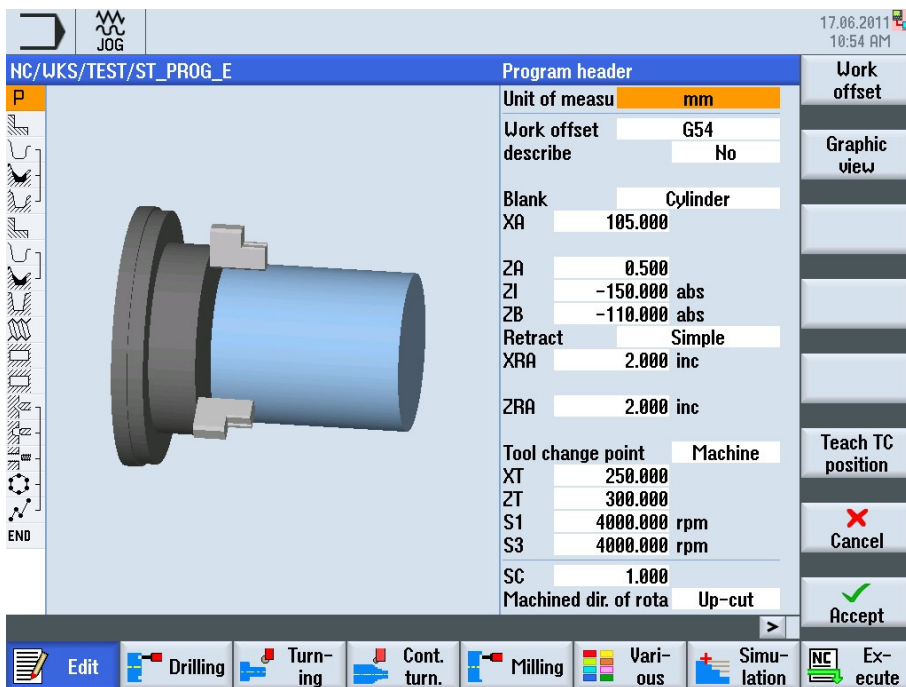 17.06.2011
JOG
10:54 AM
NC/WKS/TEST/ST_PROG_E
Program header
Work
offset
P
Unit of measu mm
Work offset G54
describe No
Graphic
view
Blank Cylinder
XA 105.000
ZA 0.500
ZI -150.000 abs
ZB -110.000 abs
Retract Simple
XRA 2.000 inc
ZRA 2.000 inc
Tool change point Machine
Teach TC
position
XT 250.000
ZT 300.000
S1 4000.000 rpm
S3 4000.000 rpm
END
Cancel
SC 1.000
Machined dir. of rota Up-cut
Accept
>
Edit
Drilling
Turn-
ing
Cont.
turn.
Milling
Vari-
ous
Simu-
lation
NC
Ex-
ecute